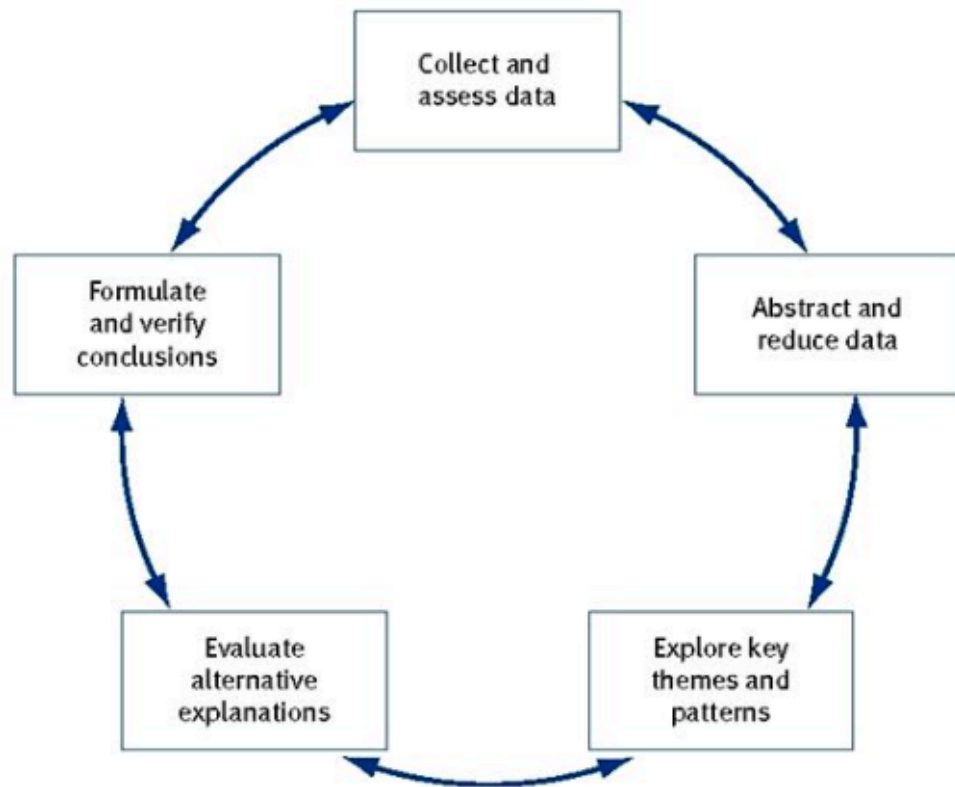 Collect and
assess data
Abstract and
reduce data
Explore key
themes and
patterns
Evaluate
alternative
explanations
Formulate
and verify
conclusions